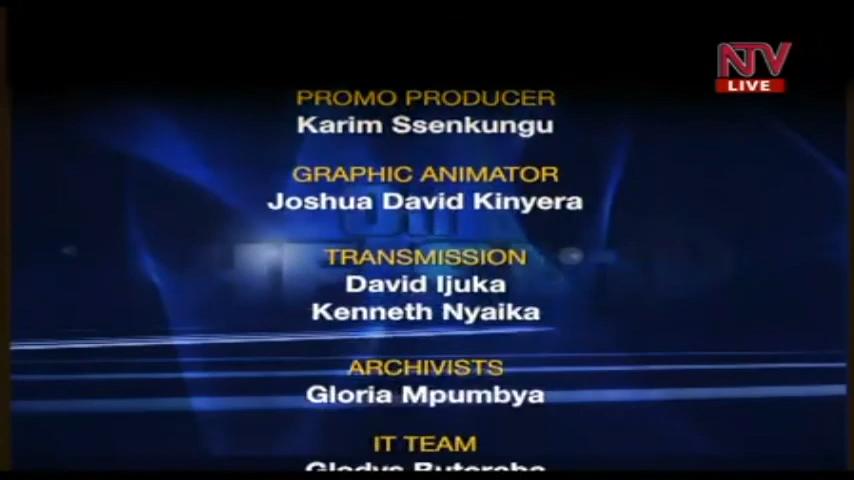 NTV
LIVE
PROMO PRODUCER
Karim Ssenkungu
GRAPHIC ANIMATOR
Joshua David Kinyera
TRANSMISSION
David Ijuka
Kenneth Nyaika
ARCHIVISTS
Gloria Mpumbya
IT TEAM
Gladys